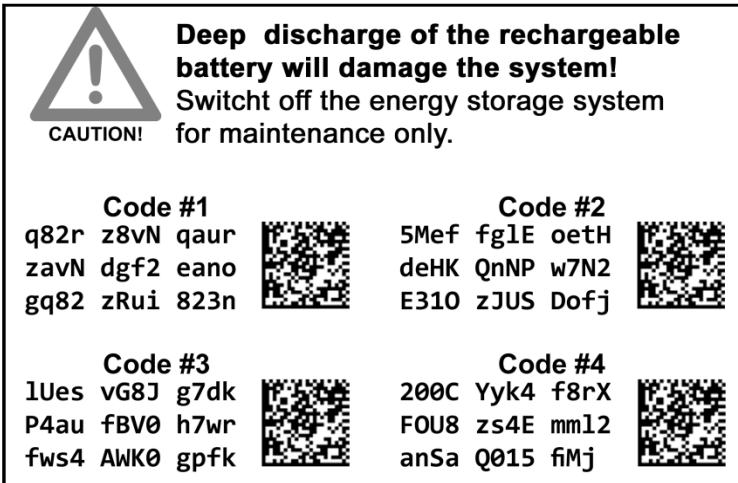 Deep discharge of the rechargeable
battery will damage the system!
Switcht off the energy storage system
for maintenance only.
CAUTION!
Code #1
q82r z8vN qaur
zavN dgf2 eano
gq82 zRui 823n
Code #2
5Mef fglE oetH
deHK QnNP w7N2
E31O zJUS Dofj
Code #3
lUes vG8J g7dk
P4au fBV0 h7wr
fws4 AWK0 gpfk
Code #4
200C Yyk4 f8rX
FOU8 zs4E mml2
anSa Q015 fiMj